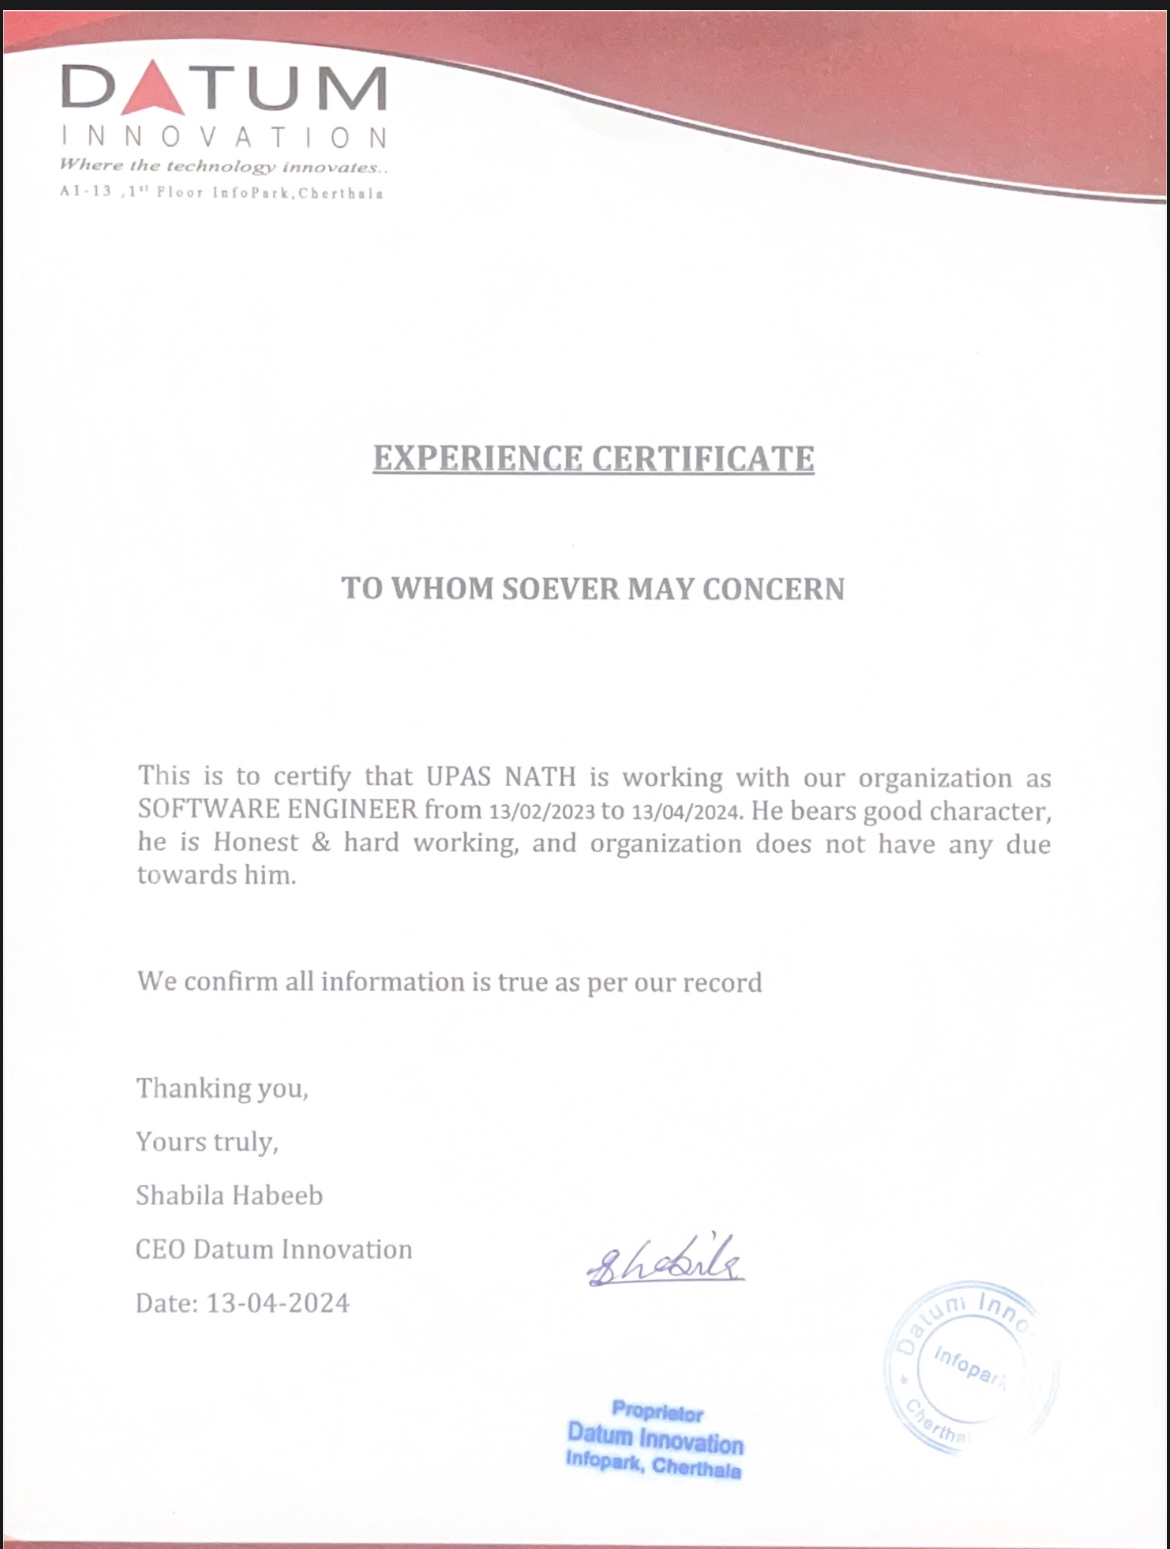 DATUM
INNOVATION
Where the technology innovates..
A1-13 ,1st Floor InfoPark,Cherthala
EXPERIENCE CERTIFICATE
TO WHOM SOEVER MAY CONCERN
This is to certify that UPAS NATH is working with our organization as
SOFTWARE ENGINEER from 13/02/2023 to 13/04/2024. He bears good character,
he is Honest & hard working, and organization does not have any due
towards him.
We confirm all information is true as per our record
Thanking you,
Yours truly,
Shabila Habeeb
CEO Datum Innovation
Shabila
Date: 13-04-2024
Datum Inno
Infopark
* Chertha
Proprietor
Datum Innovation
Infopark, Cherthala